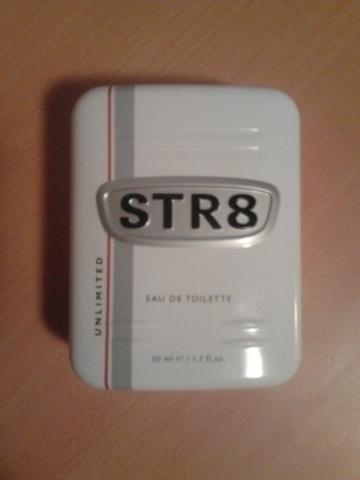 STR8
UNLIMITED
EAU DE TOILETTE
50 ml ℮ / 1.7 fl.oz.